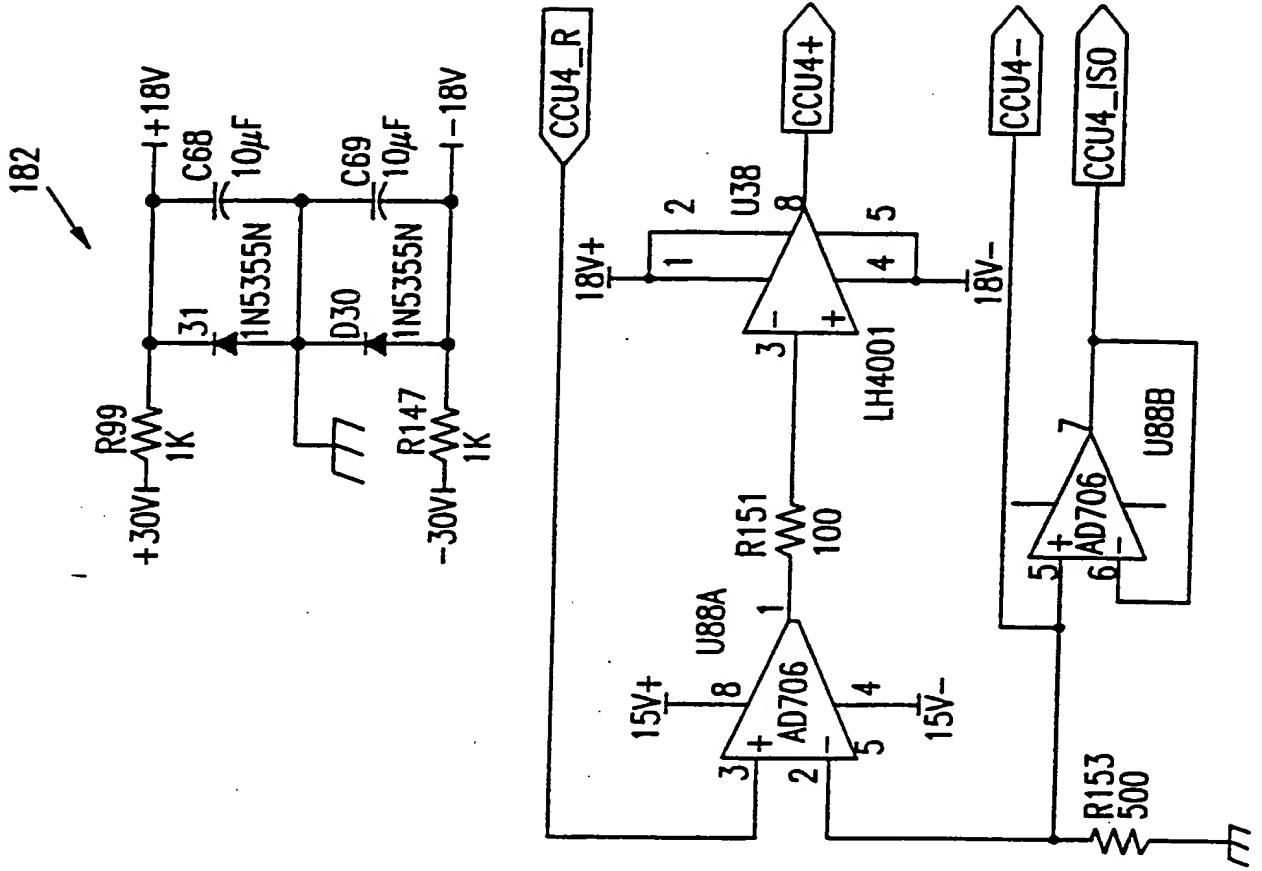 182
+30V
R99
1K
+18V
C68
10µF
31
1N5355N
D30
1N5355N
C69
10µF
-30V
R147
1K
-18V
CCU4_R
15V+
8
U88A
3
+
AD706
1
2
-
5
4
15V-
R151
100
18V+
1
2
U38
3
-
+
8
CCU4+
4
5
18V-
LH4001
CCU4-
CCU4_ISO
5
+
AD706
6
-
7
U88B
R153
500